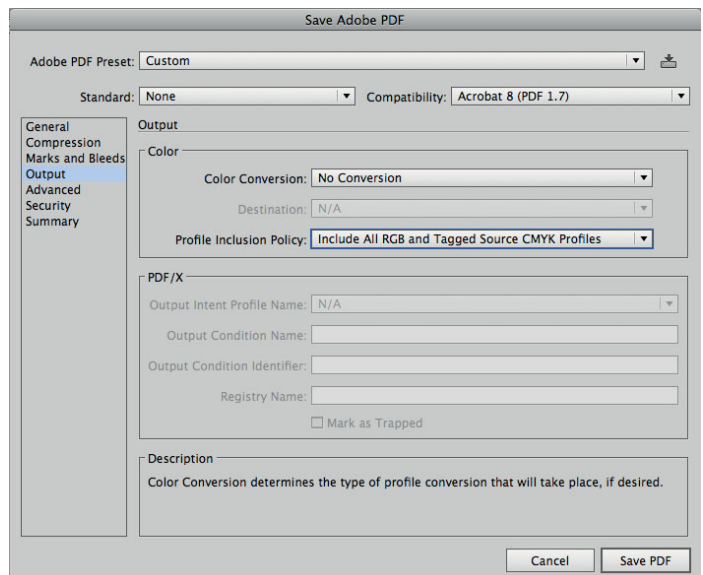 Save Adobe PDF
Adobe PDF Preset: Custom
Standard: None Compatibility: Acrobat 8 (PDF 1.7)
General
Compression
Marks and Bleeds
Output
Advanced
Security
Summary
Output
Color
Color Conversion: No Conversion
Destination: N/A
Profile Inclusion Policy: Include All RGB and Tagged Source CMYK Profiles
PDF/X
Output Intent Profile Name: N/A
Output Condition Name:
Output Condition Identifier:
Registry Name:
Mark as Trapped
Description
Color Conversion determines the type of profile conversion that will take place, if desired.
Cancel Save PDF